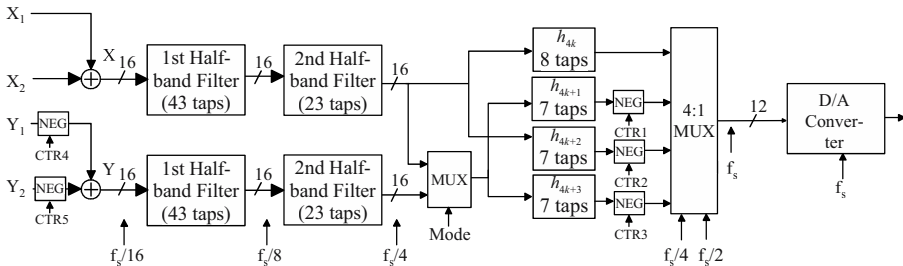 X₁
X₂
X
16
1st Half-
band Filter
(43 taps)
16
2nd Half-
band Filter
(23 taps)
16
Y₁
NEG
CTR4
Y₂
NEG
CTR5
Y
16
1st Half-
band Filter
(43 taps)
16
2nd Half-
band Filter
(23 taps)
16
fₛ/16
fₛ/8
fₛ/4
MUX
Mode
h₄ₖ
8 taps
h₄ₖ₊₁
7 taps
NEG
CTR1
h₄ₖ₊₂
7 taps
NEG
CTR2
h₄ₖ₊₃
7 taps
NEG
CTR3
4:1
MUX
fₛ/4
fₛ/2
12
fₛ
D/A
Conver-
ter
fₛ